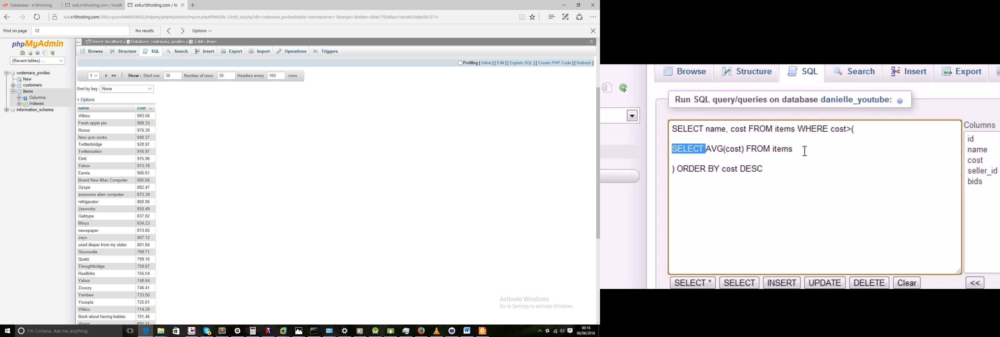 Databases - x10Hosting
xo6.x10hosting.com / localh
xo6.x10hosting.com / lo
xo6.x10hosting.com:2083/cpsess9446659933/3rdparty/phpMyAdmin/import.php#PMAURL-25:tbl_sql.php?db=codemara_povilas&table=items&server=1&target=&token=60ae7763a8acc1decab25a9ec9e2371c
Find on page 12 No results Options
phpMyAdmin
(Recent tables) ...
codemara_povilas
New
customers
items
Columns
Indexes
information_schema
Server: localhost » Database: codemara_povilas » Table: items
Browse Structure SQL Search Insert Export Import Operations Triggers
Profiling [ Inline ] [ Edit ] [ Explain SQL ] [ Create PHP Code ] [ Refresh ]
1 > >> Show : Start row: 30 Number of rows: 30 Headers every 100 rows
Sort by key: None
+ Options
name cost
Wikizz 993.06
Fresh apple pie 988.33
Rooxo 976.30
New gym socks 940.37
Twitterbridge 928.97
Twitternation 916.97
Einti 915.96
Yabox 913.18
Eamia 906.61
Brand New iMac Computer 885.06
Oyope 882.47
awesome alien computer 872.39
refrigerator 860.90
Jaxworks 850.49
Gabtype 837.82
Minyx 834.23
newspaper 813.85
Jayo 807.12
used diaper from my sister 801.84
Skynoodle 799.71
Quatz 799.10
Thoughtbridge 759.87
Reallinks 756.04
Yabox 748.64
Zoozzy 746.41
Yambee 733.56
Youopia 725.61
Wikizz 714.29
Book about having babies 701.46
shows 691.11
Activate Windows
Go to Settings to activate Windows.
I'm Cortana. Ask me anything.
00:16
06/06/2016
Browse Structure SQL Search Insert Export
Run SQL query/queries on database danielle_youtube:
SELECT name, cost FROM items WHERE cost>(
SELECT AVG(cost) FROM items
) ORDER BY cost DESC
Columns
id
name
cost
seller_id
bids
SELECT * SELECT INSERT UPDATE DELETE Clear <<